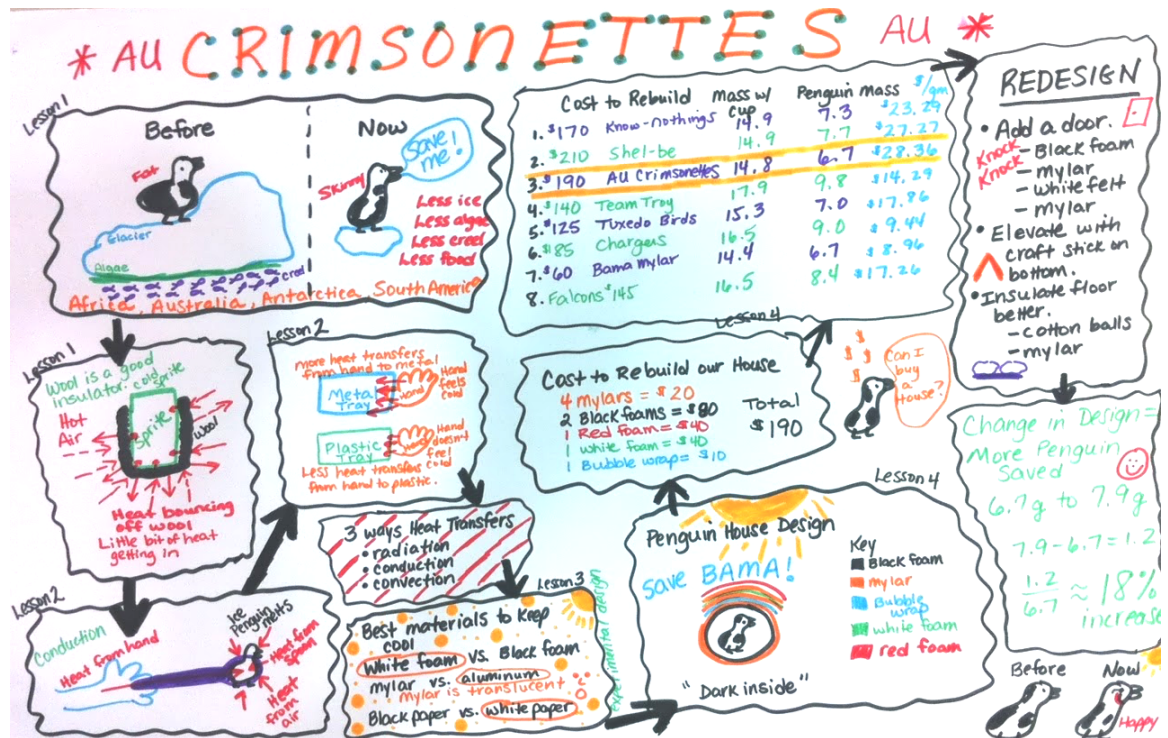 * AU CRIMSONETTES AU *
Lesson 1
Before
Fat
Glacier
Algae
creel
Now
Save me!
Skinny
Less ice
Less algae
Less creel
Less food
Africa, Australia, Antarctica, South America
Lesson 1
Wool is a good
insulator.
cold sprite
Hot
Air
Sprite
Wool
Heat bouncing
off wool
Little bit of heat
getting in
Lesson 2
Conduction
Heat from hand
Ice
Penguin melts
Heat from
spoon
Heat
from
air
Lesson 2
more heat transfers
from hand to metal
Metal
Tray
Hand
Hand
feels
cold
Plastic
Tray
Hand
Hand
doesn't
feel
cold
Less heat transfers
from hand to plastic.
3 ways Heat Transfers
• radiation
• conduction
• convection
Lesson 3
Best materials to keep
cool
White foam vs. Black foam
mylar vs. aluminum
Mylar is translucent
Black paper vs. white paper
Experimental design
Lesson 4
Penguin House Design
Save BAMA!
"Dark inside"
Key
Black foam
mylar
Bubble
wrap
white foam
red foam
Cost to Rebuild our House
4 mylars = $20
2 Black foams = $80
1 Red foam = $40
1 white foam = $40
1 Bubble wrap = $10
Total
$190
$
$
$
$
$
Can I
buy
a
House?
Lesson 4
Cost to Rebuild Mass w/ cup Penguin mass $/gm
1. $170 Know-nothings 14.9 7.3 $23.29
2. $210 Shel-be 14.9 7.7 $27.27
3. $190 AU Crimsonettes 14.8 6.7 $28.36
4. $140 Team Troy 17.9 9.8 $14.29
5. $125 Tuxedo Birds 15.3 7.0 $17.86
6. $85 Chargers 16.5 9.0 $9.44
7. $60 Bama Mylar 14.4 6.7 $8.96
8. Falcons $145 16.5 8.4 $17.26
REDESIGN
• Add a door.
Knock
Knock
- Black foam
- mylar
- white felt
- mylar
• Elevate with
craft stick on
bottom.
• Insulate floor
better.
- cotton balls
- mylar
Change in Design =
More Penguin
Saved
6.7g to 7.9g
7.9 - 6.7 = 1.2
1.2
6.7 ≈ 18%
increase
Before
Now
Happy